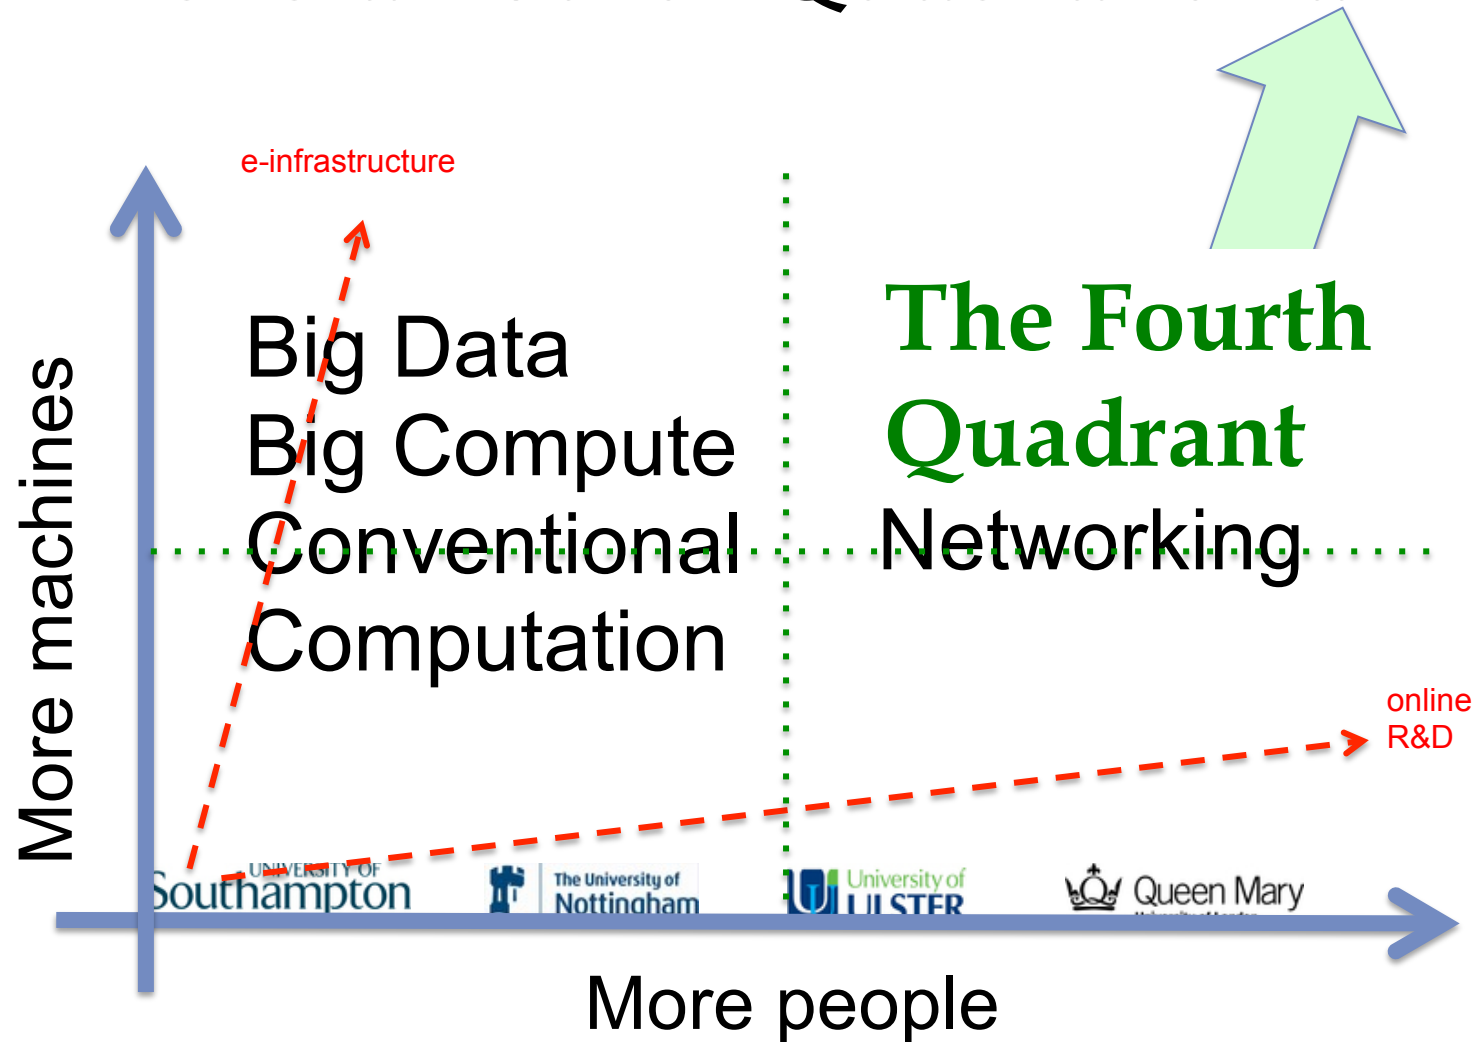 e-infrastructure
Big Data
Big Compute
Conventional
Computation
The Fourth
Quadrant
Networking
More machines
online
R&D
UNIVERSITY OF
Southampton
The University of
Nottingham
University of
ULSTER
Queen Mary
More people